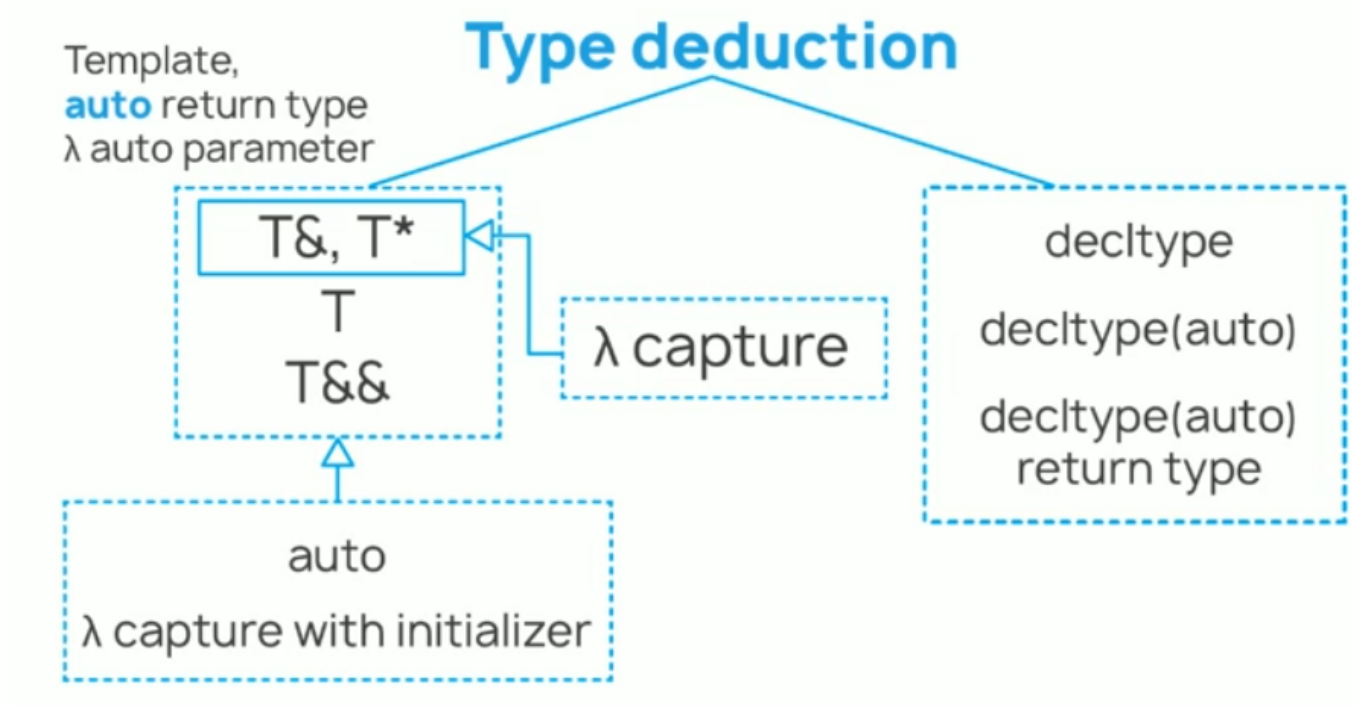 Type deduction
Template,
auto return type
λ auto parameter
T&, T*
T
T&&
λ capture
auto
λ capture with initializer
decltype
decltype(auto)
decltype(auto)
return type